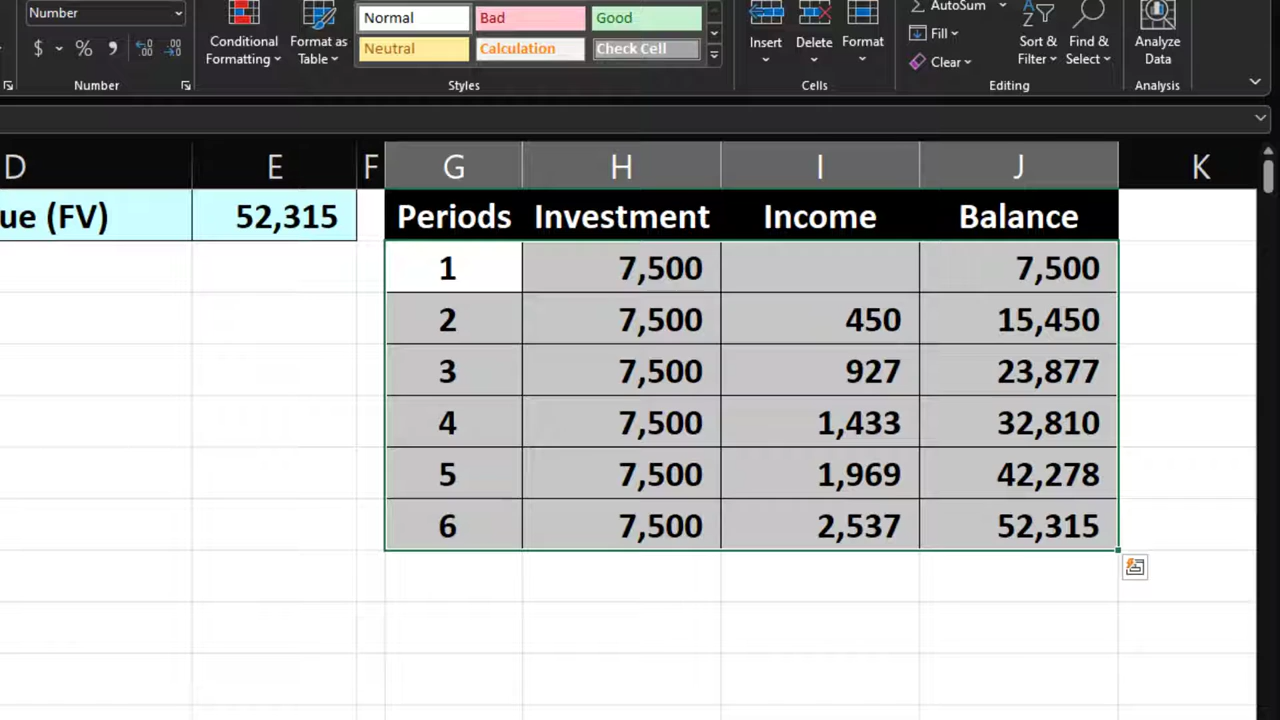 Number
$ % ,
Conditional Formatting
Format as Table
Normal Bad Good
Neutral Calculation Check Cell
Insert Delete Format
AutoSum
Fill
Clear
Sort & Filter
Find & Select
Analyze Data
Number Styles Cells Editing Analysis
D E F G H I J K
ue (FV) 52,315 Periods Investment Income Balance
1 7,500 7,500
2 7,500 450 15,450
3 7,500 927 23,877
4 7,500 1,433 32,810
5 7,500 1,969 42,278
6 7,500 2,537 52,315